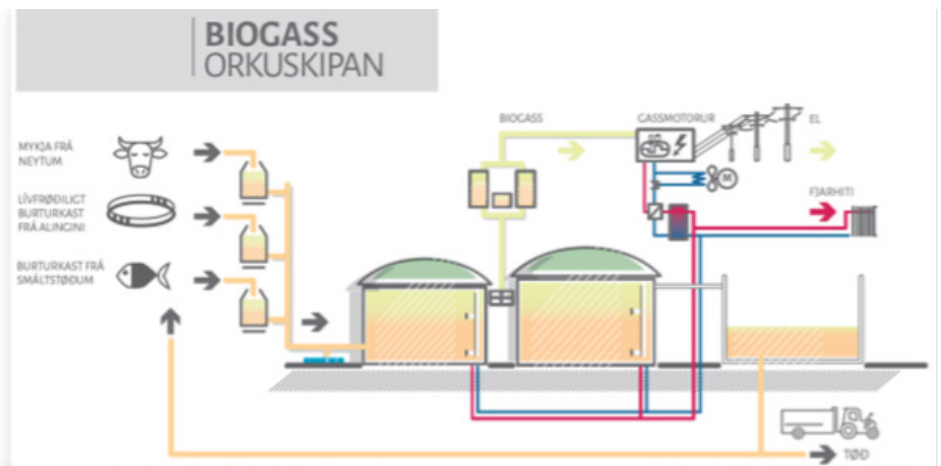 BIOGASS
ORKUSKIPAN
BIOGASS
GASSMOTORUR
EL
MYKJA FRÁ
NEYTUM
M
LÍVFRØÐILIGT
BURTURKAST
FRÁ ALINGINI
FJARHITI
BURTURKAST FRÁ
SMÁLTSTØÐUM
TØÐ